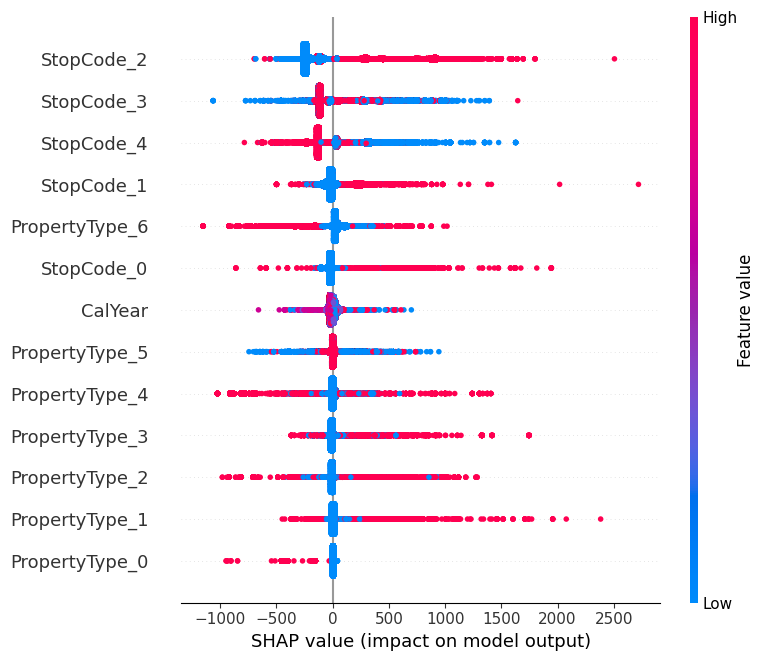 High
StopCode_2
StopCode_3
StopCode_4
StopCode_1
PropertyType_6
StopCode_0
CalYear
PropertyType_5
PropertyType_4
PropertyType_3
PropertyType_2
PropertyType_1
PropertyType_0
Feature value
Low
−1000 −500 0 500 1000 1500 2000 2500
SHAP value (impact on model output)